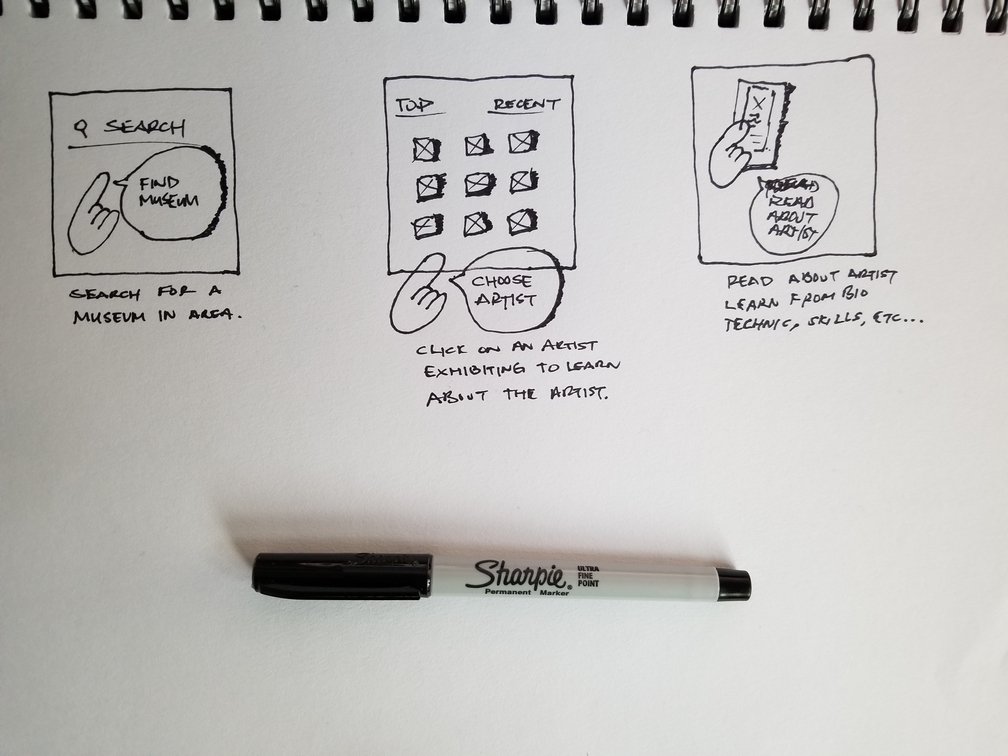 SEARCH
FIND
MUSEUM
SEARCH FOR A
MUSEUM IN AREA.
TOP RECENT
CHOOSE
ARTIST
CLICK ON AN ARTIST
EXHIBITING TO LEARN
ABOUT THE ARTIST.
READ
ABOUT
ARTIST
READ ABOUT ARTIST
LEARN FROM BIO
TECHNIC, SKILLS, ETC...
Sharpie.
Permanent Marker
ULTRA
FINE
POINT